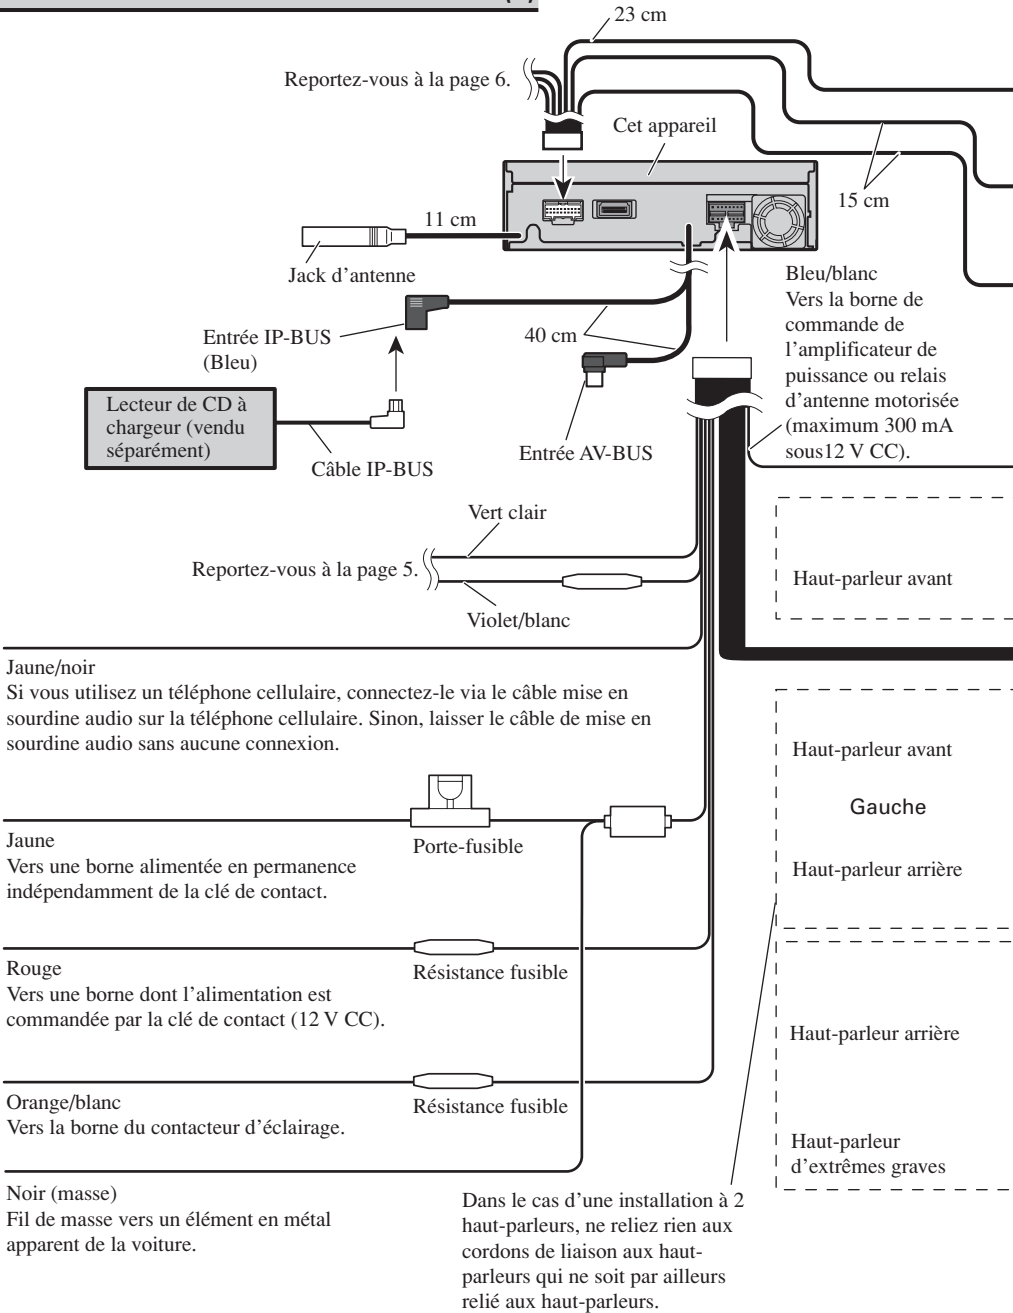 23 cm
Reportez-vous à la page 6.
Cet appareil
15 cm
11 cm
Jack d'antenne
Bleu/blanc
Vers la borne de
commande de
l'amplificateur de
puissance ou relais
d'antenne motorisée
(maximum 300 mA
sous12 V CC).
Entrée IP-BUS
(Bleu)
40 cm
Lecteur de CD à
chargeur (vendu
séparément)
Câble IP-BUS
Entrée AV-BUS
Vert clair
Reportez-vous à la page 5.
Violet/blanc
Haut-parleur avant
Jaune/noir
Si vous utilisez un téléphone cellulaire, connectez-le via le câble mise en
sourdine audio sur la téléphone cellulaire. Sinon, laisser le câble de mise en
sourdine audio sans aucune connexion.
Haut-parleur avant
Gauche
Haut-parleur arrière
Jaune
Vers une borne alimentée en permanence
indépendamment de la clé de contact.
Porte-fusible
Rouge
Vers une borne dont l'alimentation est
commandée par la clé de contact (12 V CC).
Résistance fusible
Haut-parleur arrière
Orange/blanc
Vers la borne du contacteur d'éclairage.
Résistance fusible
Haut-parleur
d'extrêmes graves
Noir (masse)
Fil de masse vers un élément en métal
apparent de la voiture.
Dans le cas d'une installation à 2
haut-parleurs, ne reliez rien aux
cordons de liaison aux haut-
parleurs qui ne soit par ailleurs
relié aux haut-parleurs.